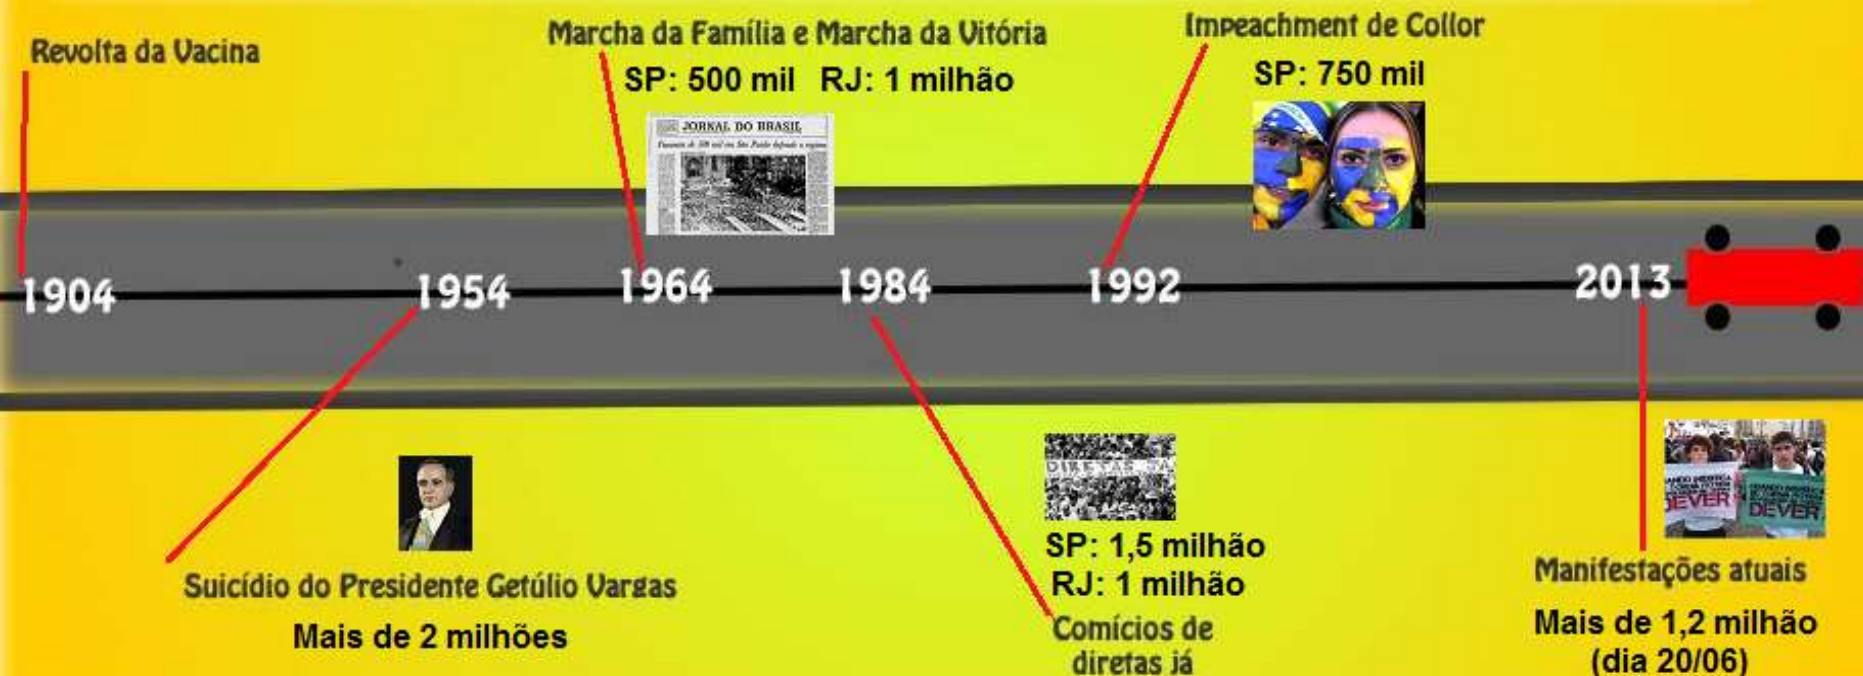 Revolta da Vacina
Marcha da Família e Marcha da Vitória
SP: 500 mil RJ: 1 milhão
Impeachment de Collor
SP: 750 mil
JORNAL DO BRASIL
1904
1954
1964
1984
1992
2013
DIRETAS JA
DEVER
DEVER
SP: 1,5 milhão
RJ: 1 milhão
Comícios de
diretas já
Suicídio do Presidente Getúlio Vargas
Mais de 2 milhões
Manifestações atuais
Mais de 1,2 milhão
(dia 20/06)